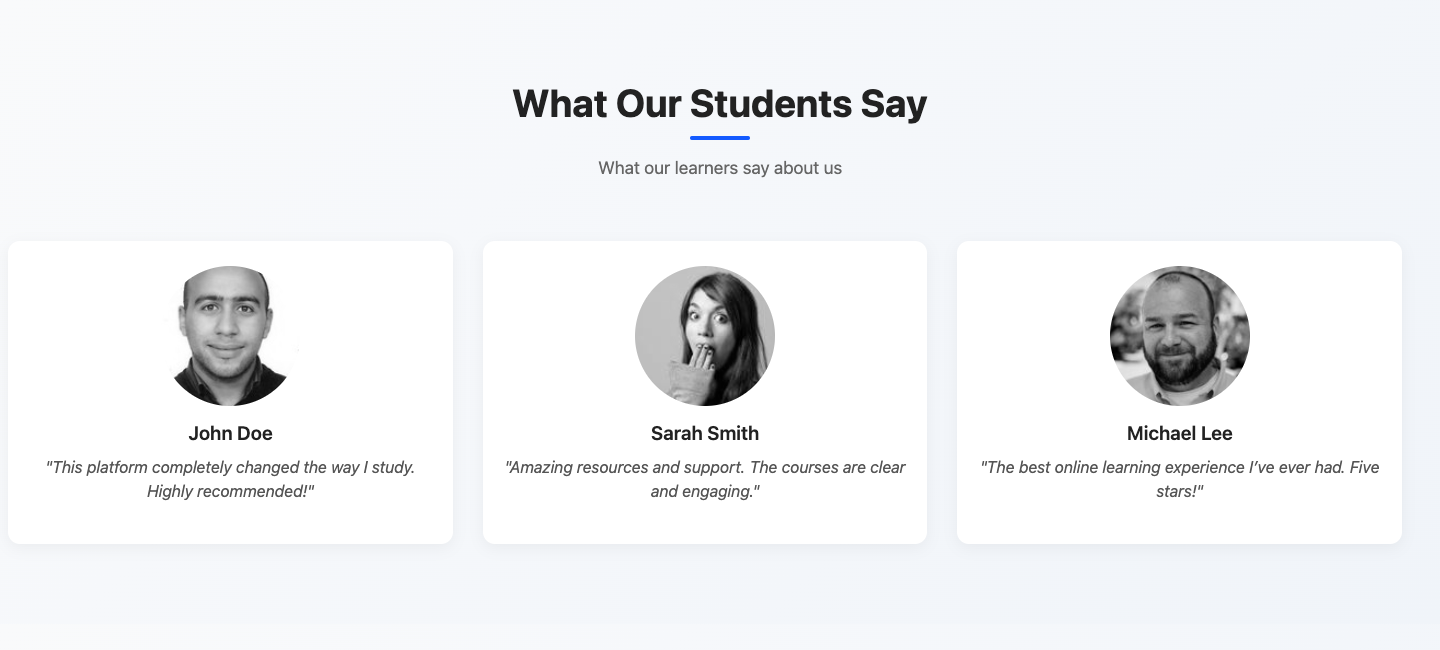 What Our Students Say
What our learners say about us
John Doe
"This platform completely changed the way I study.
Highly recommended!"
Sarah Smith
"Amazing resources and support. The courses are clear
and engaging."
Michael Lee
"The best online learning experience I’ve ever had. Five
stars!"